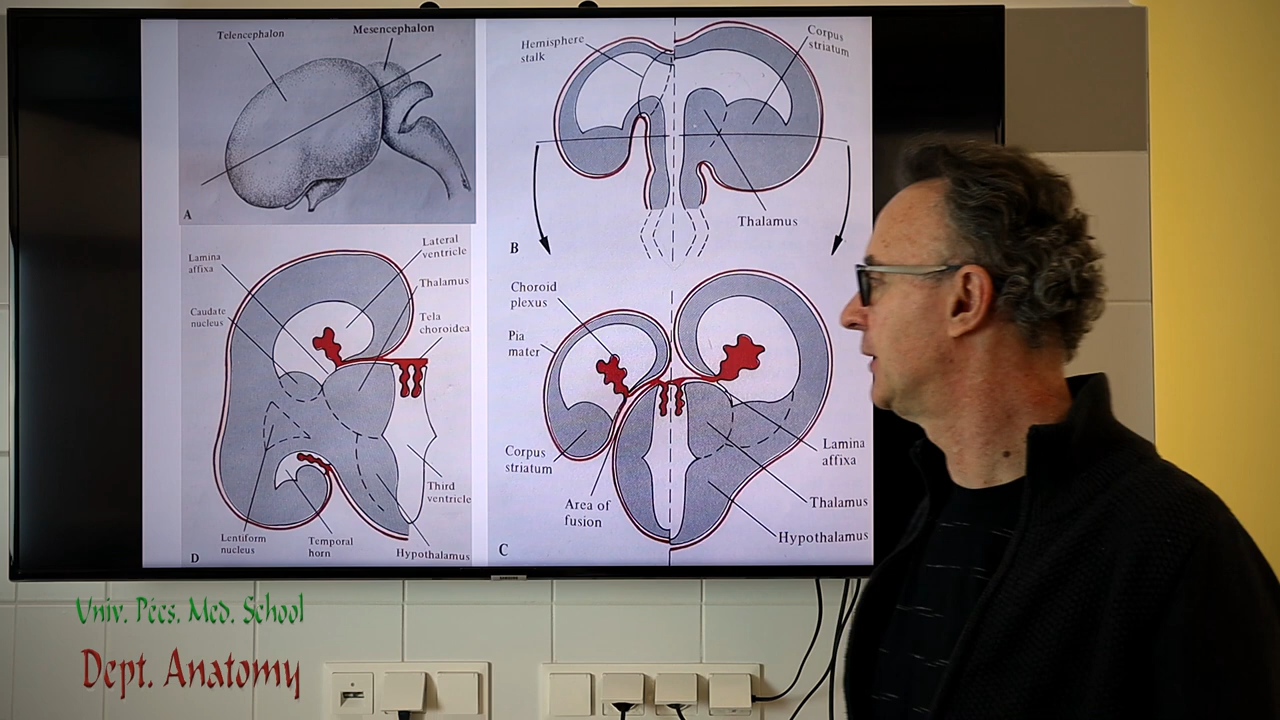 Telencephalon
Mesencephalon
A
Hemisphere
stalk
Corpus
striatum
Thalamus
B
Lamina
affixa
Caudate
nucleus
Lateral
ventricle
Thalamus
Tela
choroidea
Third
ventricle
Lentiform
nucleus
Temporal
horn
Hypothalamus
D
Choroid
plexus
Pia
mater
Corpus
striatum
Area of
fusion
Lamina
affixa
Thalamus
Hypothalamus
C
SAMSUNG
Univ. Pécs. Med. School
Dept. Anatomy